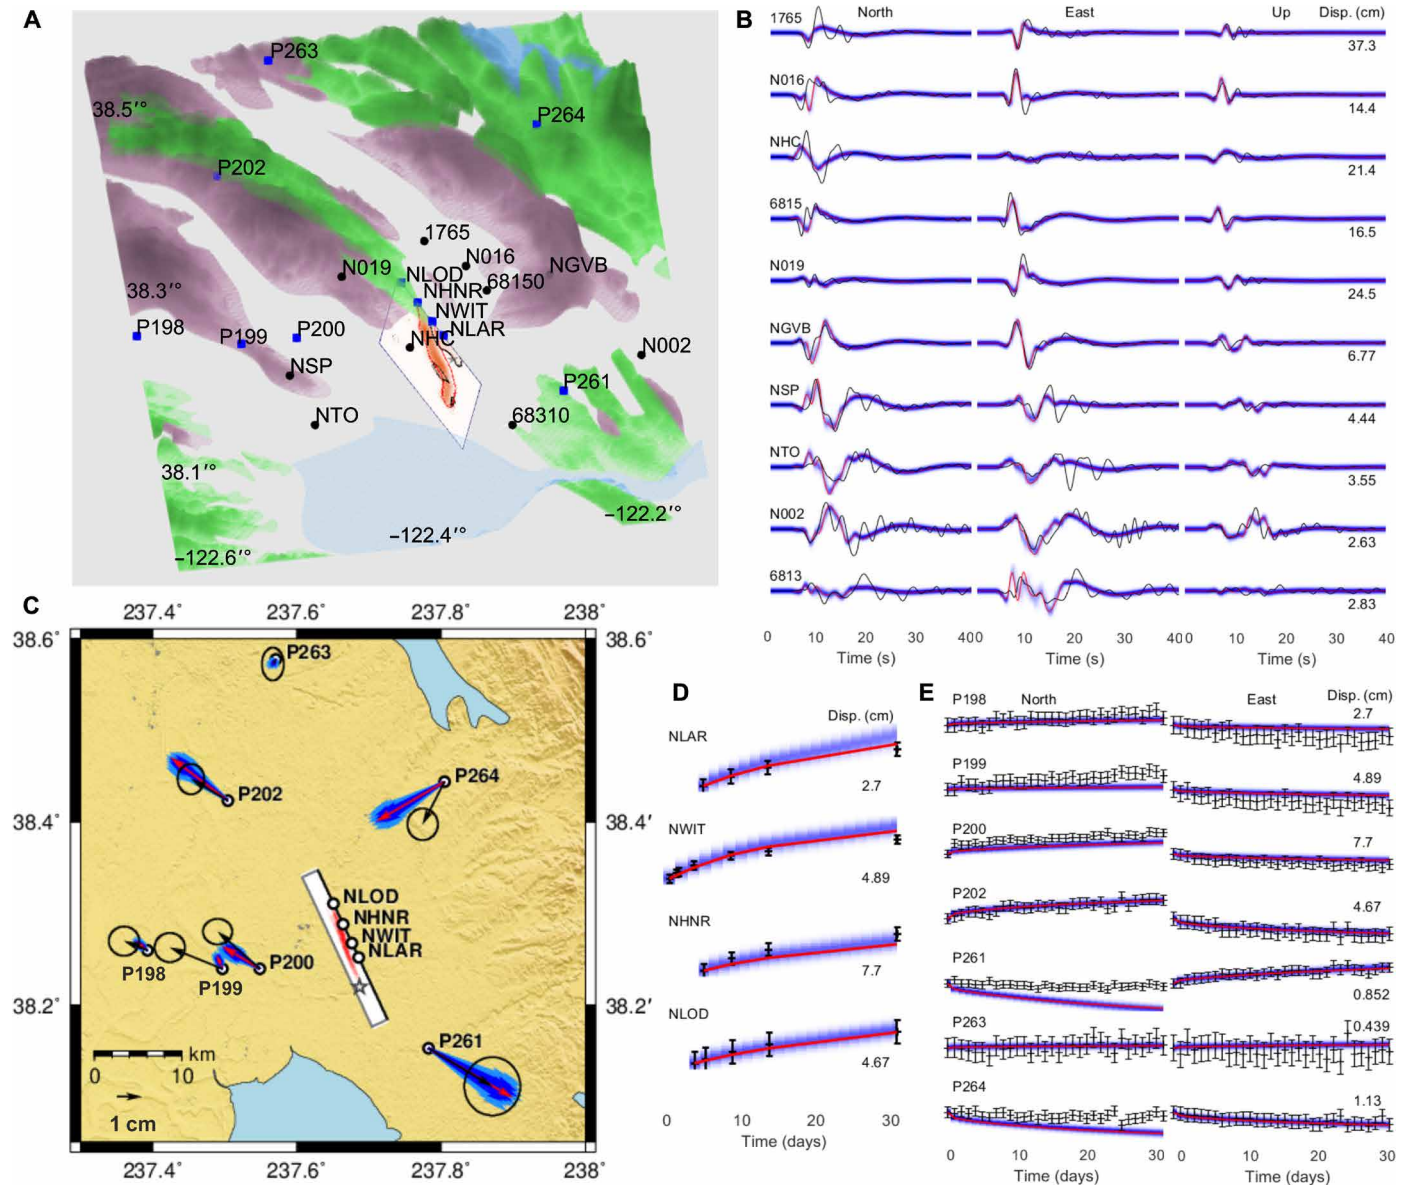 A
P263
38.5′°
P264
P202
1765
N016
N019
NLOD
68150
NGVB
NHNR
38.3′°
NWIT
P198
P199
P200
NHC
NLAR
NSP
N002
P261
NTO
68310
38.1′°
−122.2′°
−122.4′°
−122.6′°
B
1765 North East Up Disp. (cm)
37.3
N016
14.4
NHC
21.4
6815
16.5
N019
24.5
NGVB
6.77
NSP
4.44
NTO
3.55
N002
2.63
6813
2.83
0 10 20 30 400 10 20 30 400 10 20 30 40
Time (s) Time (s) Time (s)
C
237.4˚ 237.6˚ 237.8˚ 238˚
38.6˚ 38.6˚
P263
P264
P202
38.4˚ 38.4′
NLOD
NHNR
NWIT
NLAR
P198
P199
P200
38.2˚ 38.2′
P261
km
0 10
1 cm
237.4˚ 237.6˚ 237.8˚ 238˚
D
Disp. (cm)
NLAR
2.7
NWIT
4.89
NHNR
7.7
NLOD
4.67
0 10 20 30
Time (days)
E
P198 North East Disp. (cm)
2.7
P199
4.89
P200
7.7
P202
4.67
P261
0.852
P263
0.439
P264
1.13
0 10 20 30 0 10 20 30
Time (days) Time (days)